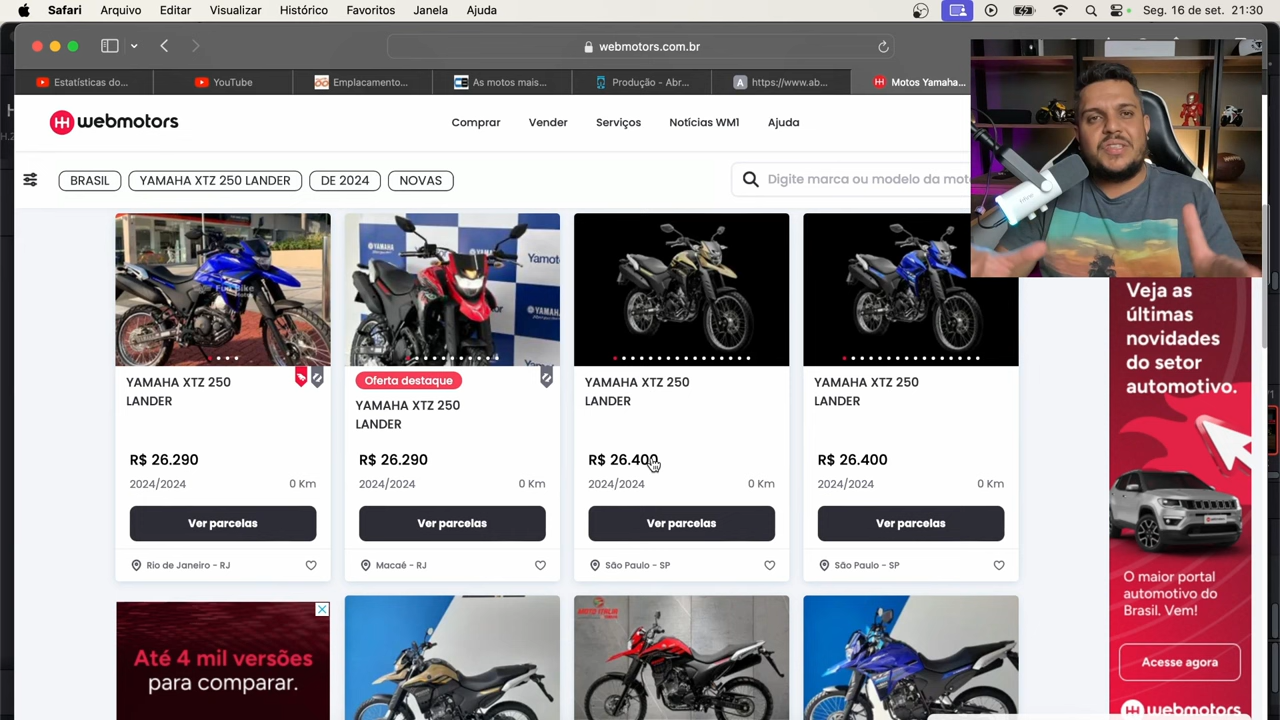 Safari Arquivo Editar Visualizar Histórico Favoritos Janela Ajuda
Seg. 16 de set. 21:30
webmotors.com.br
Estatísticas do...
YouTube
Emplacamento...
As motos mais...
Produção - Abr...
https://www.ab...
Motos Yamaha...
webmotors
Comprar
Vender
Serviços
Notícias WM1
Ajuda
BRASIL
YAMAHA XTZ 250 LANDER
DE 2024
NOVAS
Digite marca ou modelo da mot
YAMAHA XTZ 250
LANDER
R$ 26.290
2024/2024 0 Km
Ver parcelas
Rio de Janeiro - RJ
Oferta destaque
YAMAHA XTZ 250
LANDER
R$ 26.290
2024/2024 0 Km
Ver parcelas
Macaé - RJ
YAMAHA XTZ 250
LANDER
R$ 26.400
2024/2024 0 Km
Ver parcelas
São Paulo - SP
YAMAHA XTZ 250
LANDER
R$ 26.400
2024/2024 0 Km
Ver parcelas
São Paulo - SP
Até 4 mil versões
para comparar.
Veja as
últimas
novidades
do setor
automotivo.
O maior portal
automotivo do
Brasil. Vem!
Acesse agora
webmotors